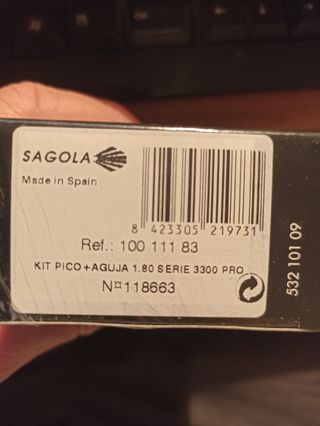 SAGOLA
Made in Spain
8 423305 219731
Ref.: 100 111 83
KIT PICO+AGUJA 1.80 SERIE 3300 PRO
N¤118663
532 101 09